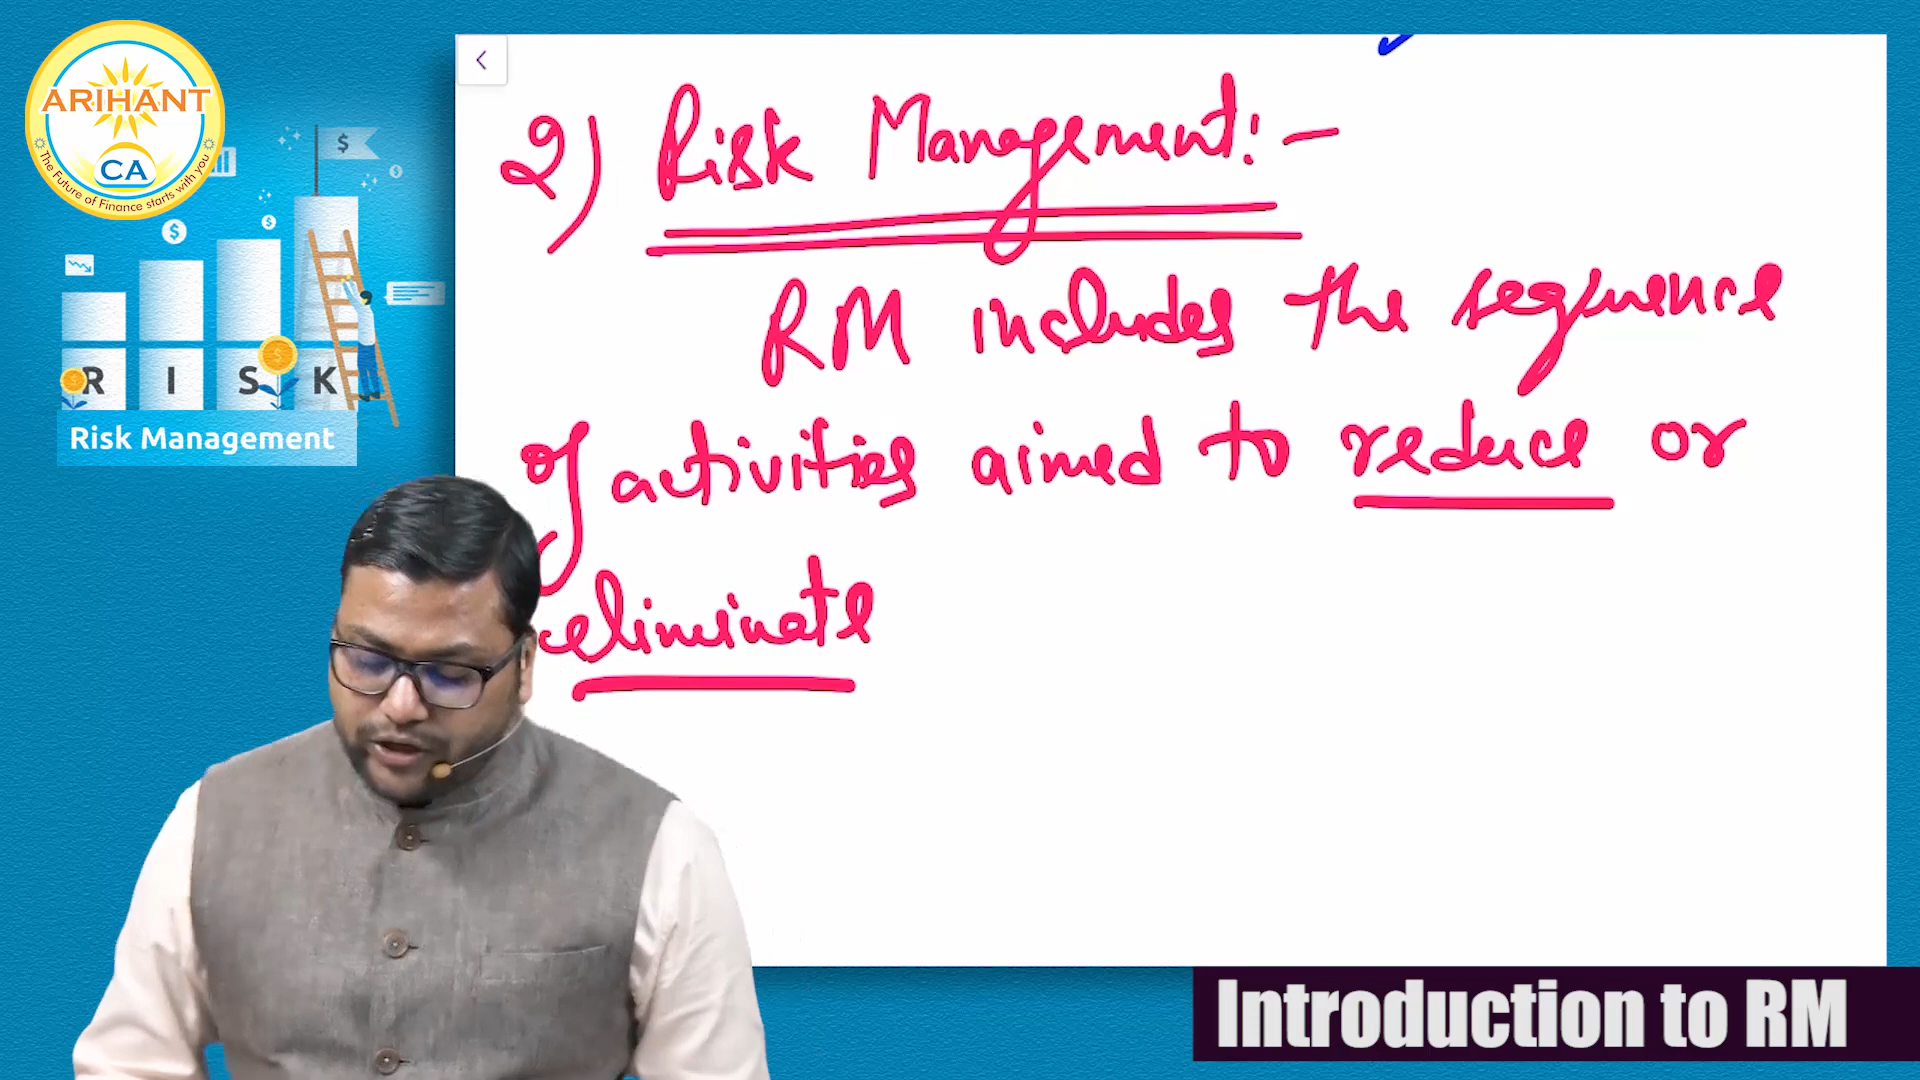 ARIHANT
CA
The Future of Finance starts with you
$
$
$
$
$
R I S K
Risk Management
2) Risk Management:-
RM includes the sequence
of activities aimed to reduce or
eliminate
Introduction to RM